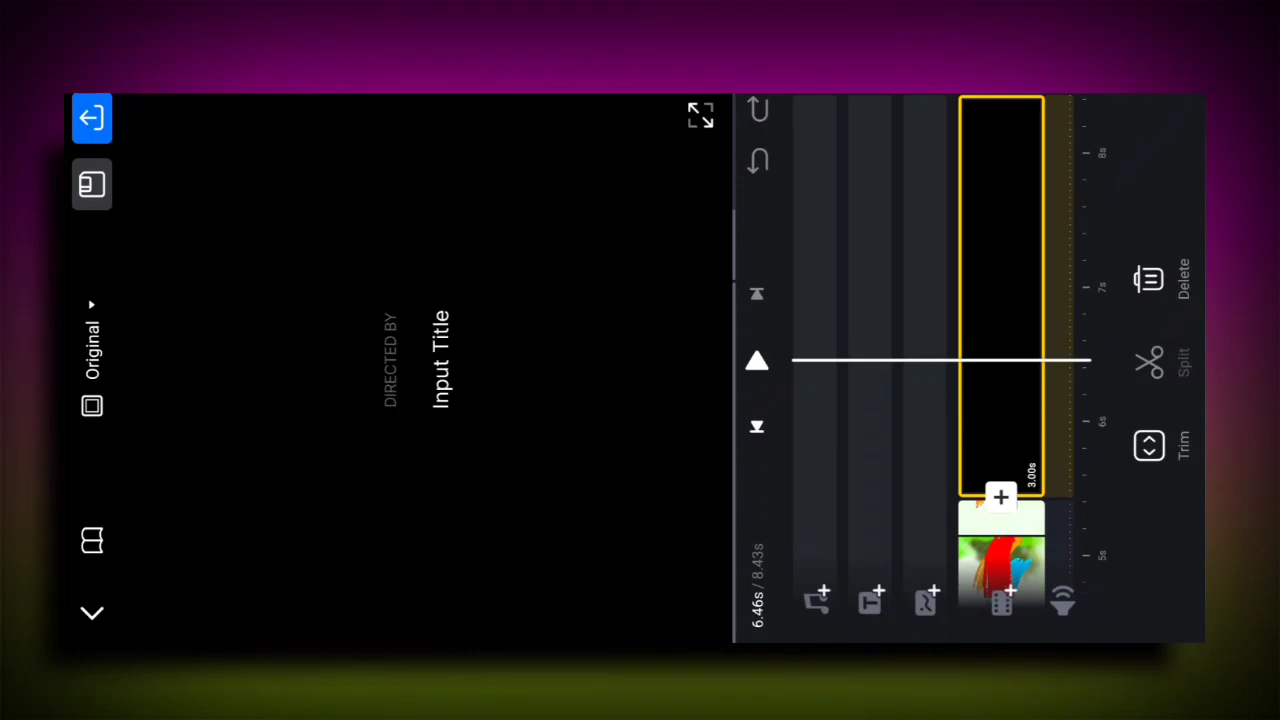 Original
DIRECTED BY
Input Title
6.46s / 8.43s
3.00s
5s
6s
7s
8s
Trim
Split
Delete